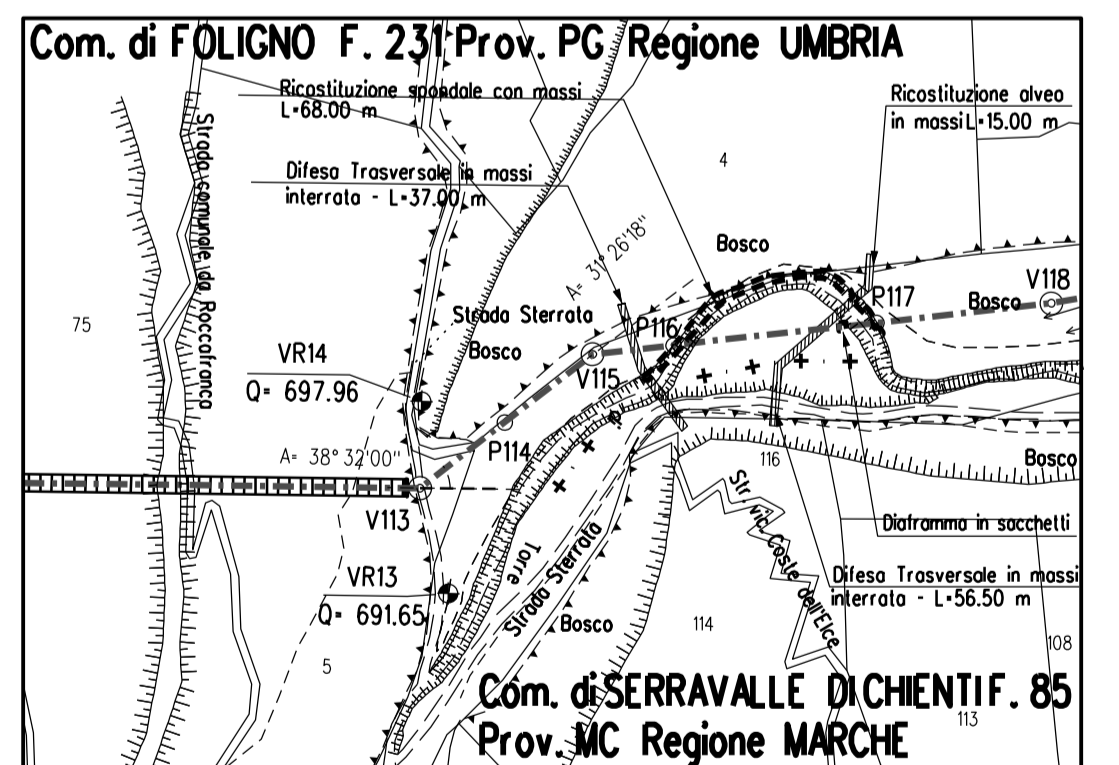 Com. di FOLIGNO F. 231 Prov. PG Regione UMBRIA
Ricostituzione spondale con massi
L=68.00 m
Ricostituzione alveo
in massi L=15.00 m
Strada comunale da Roccafranca
Difesa Trasversale in massi
interrata - L=37.00 m
4
A= 31° 26'18"
Bosco
75
Strada Sterrata
Bosco
P116
P117
Bosco
V118
VR14
Q= 697.96
V115
P114
A= 38° 32'00"
V113
116
Bosco
Str. vic. Coste dell'Elce
Diaframma in sacchetti
Torre
Strada Sterrata
VR13
Q= 691.65
Difesa Trasversale in massi
interrata - L=56.50 m
Bosco
114
108
5
Com. di SERRAVALLE DI CHIENTI F. 85
113
Prov. MC Regione MARCHE